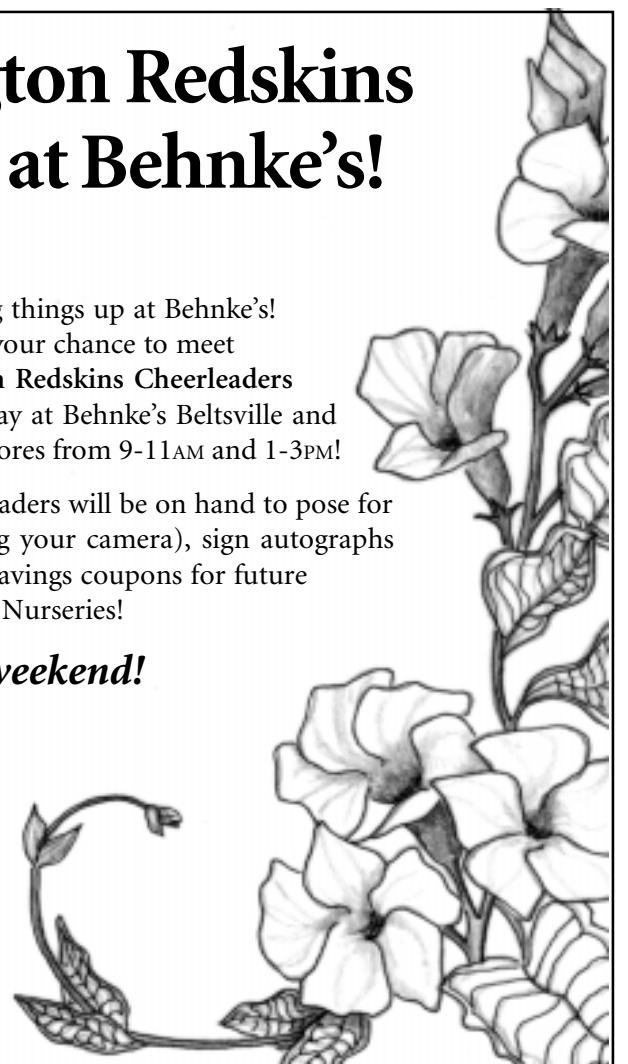 gton Redskins
at Behnke’s!
g things up at Behnke’s!
your chance to meet
n Redskins Cheerleaders
ay at Behnke’s Beltsville and
ores from 9-11AM and 1-3PM!
eaders will be on hand to pose for
g your camera), sign autographs
avings coupons for future
Nurseries!
weekend!